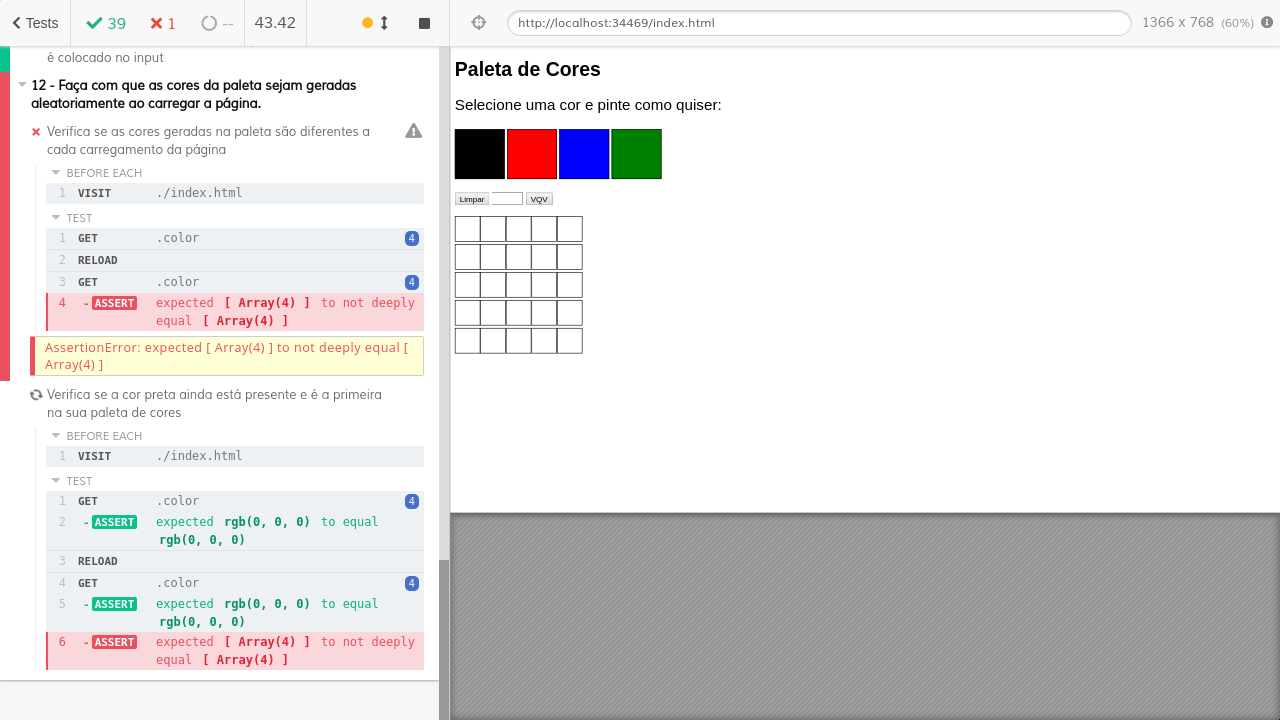 Tests
39
1
--
43.42
é colocado no input
12 - Faça com que as cores da paleta sejam geradas
aleatoriamente ao carregar a página.
Verifica se as cores geradas na paleta são diferentes a
cada carregamento da página
BEFORE EACH
1 VISIT ./index.html
TEST
1 GET .color 4
2 RELOAD
3 GET .color 4
4 -ASSERT expected [ Array(4) ] to not deeply
equal [ Array(4) ]
AssertionError: expected [ Array(4) ] to not deeply equal [
Array(4) ]
Verifica se a cor preta ainda está presente e é a primeira
na sua paleta de cores
BEFORE EACH
1 VISIT ./index.html
TEST
1 GET .color 4
2 -ASSERT expected rgb(0, 0, 0) to equal
rgb(0, 0, 0)
3 RELOAD
4 GET .color 4
5 -ASSERT expected rgb(0, 0, 0) to equal
rgb(0, 0, 0)
6 -ASSERT expected [ Array(4) ] to not deeply
equal [ Array(4) ]
http://localhost:34469/index.html
1366 x 768 (60%)
Paleta de Cores
Selecione uma cor e pinte como quiser:
Limpar
VQV